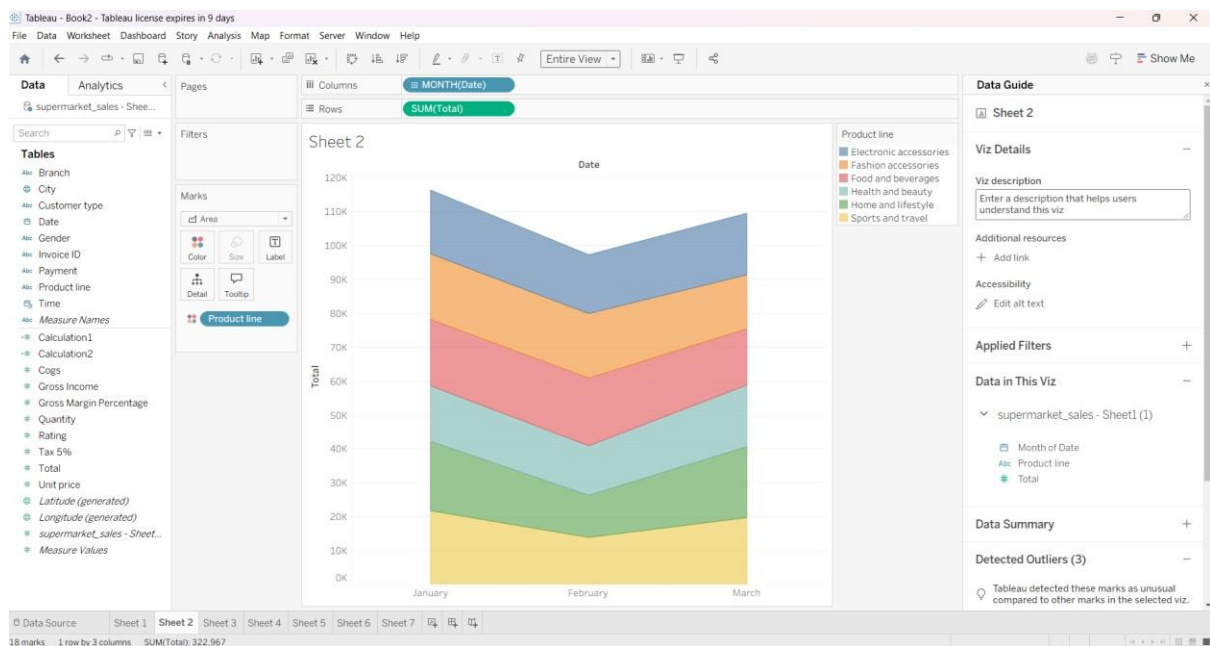 Tableau - Book2 - Tableau license expires in 9 days
File Data Worksheet Dashboard Story Analysis Map Format Server Window Help
Entire View
Show Me
Data Analytics
supermarket_sales - Shee...
Search
Tables
Abc Branch
City
Abc Customer type
Date
Abc Gender
Abc Invoice ID
Abc Payment
Abc Product line
Time
Abc Measure Names
Calculation1
Calculation2
Cogs
Gross Income
Gross Margin Percentage
Quantity
Rating
Tax 5%
Total
Unit price
Latitude (generated)
Longitude (generated)
supermarket_sales - Sheet...
Measure Values
Pages
Filters
Marks
Area
Color Size Label
Detail Tooltip
Product line
Columns MONTH(Date)
Rows SUM(Total)
Sheet 2
Date
Total
120K
110K
100K
90K
80K
70K
60K
50K
40K
30K
20K
10K
0K
January February March
Product line
Electronic accessories
Fashion accessories
Food and beverages
Health and beauty
Home and lifestyle
Sports and travel
Data Guide
Sheet 2
Viz Details
Viz description
Enter a description that helps users
understand this viz
Additional resources
Add link
Accessibility
Edit alt text
Applied Filters
Data in This Viz
supermarket_sales - Sheet1 (1)
Month of Date
Abc Product line
Total
Data Summary
Detected Outliers (3)
Tableau detected these marks as unusual
compared to other marks in the selected viz.
Data Source Sheet 1 Sheet 2 Sheet 3 Sheet 4 Sheet 5 Sheet 6 Sheet 7
18 marks 1 row by 3 columns SUM(Total): 322,967